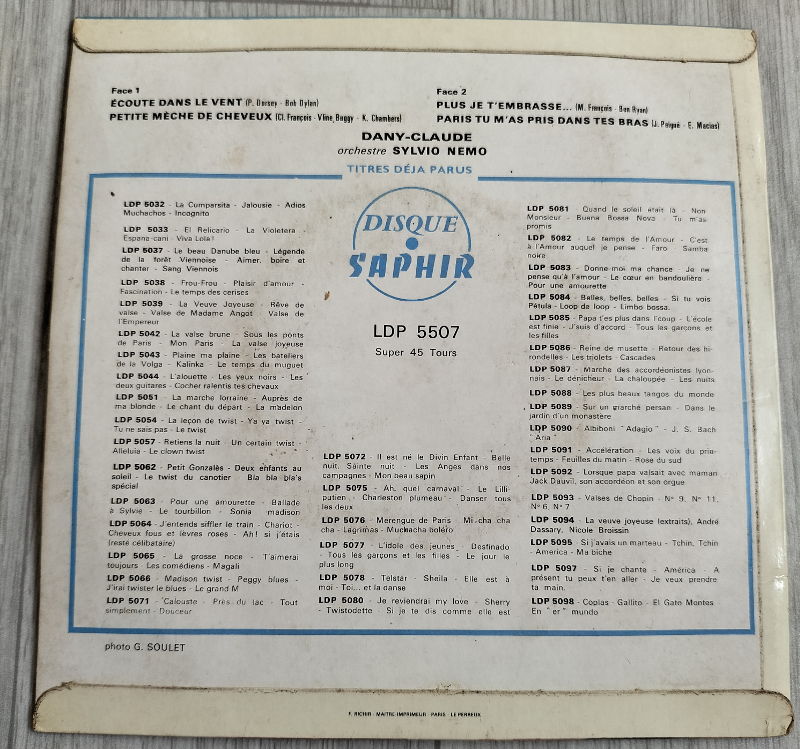 Face 1
ÉCOUTE DANS LE VENT (P. Dorsey - Bob Dylan)
PETITE MÈCHE DE CHEVEUX (Cl. François - Vline Buggy - K. Chambers)
Face 2
PLUS JE T'EMBRASSE... (M. François - Ben Ryan)
PARIS TU M'AS PRIS DANS TES BRAS (J. Peigué - E. Macias)
DANY-CLAUDE
orchestre SYLVIO NEMO
TITRES DÉJA PARUS
LDP 5032 - La Cumparsita - Jalousie - Adios
Muchachos - Incognito
LDP 5033 - El Relicario - La Violetera -
Espana-cani - Viva Lola!
LDP 5037 - Le beau Danube bleu - Légende
de la forêt Viennoise - Aimer, boire et
chanter - Sang Viennois
LDP 5038 - Frou-Frou - Plaisir d'amour -
Fascination - Le temps des cerises
LDP 5039 - La Veuve Joyeuse - Rêve de
valse - Valse de Madame Angot - Valse de
l'Empereur
LDP 5042 - La valse brune - Sous les ponts
de Paris - Mon Paris - La valse joyeuse
LDP 5043 - Plaine ma plaine - Les bateliers
de la Volga - Kalinka - Le temps du muguet
LDP 5044 - L'alouette - Les yeux noirs - Les
deux guitares - Cocher ralentis tes chevaux
LDP 5051 - La marche lorraine - Auprès de
ma blonde - Le chant du départ - La madelon
LDP 5054 - La leçon de twist - Ya ya twist -
Tu ne sais pas - Le twist
LDP 5057 - Retiens la nuit - Un certain twist -
Alleluia - Le clown twist
LDP 5062 - Petit Gonzalès - Deux enfants au
soleil - Le twist du canotier - Bla bla bla's
spécial
LDP 5063 - Pour une amourette - Ballade
à Sylvie - Le tourbillon - Sonia madison
LDP 5064 - J'entends siffler le train - Chariot -
Cheveux fous et lèvres roses - Ah! si j'étais
(resté célibataire)
LDP 5065 - La grosse noce - T'aimerai
toujours - Les comédiens - Magali
LDP 5066 - Madison twist - Peggy blues -
J'irai twister le blues - Le grand M
LDP 5071 - Calouste - Près du lac - Tout
simplement - Douceur
DISQUE
SAPHIR
LDP 5507
Super 45 Tours
LDP 5072 - Il est né le Divin Enfant - Belle
nuit, Sainte nuit - Les Anges dans nos
campagnes - Mon beau sapin
LDP 5075 - Ah, quel carnaval - Le Lilli-
putien - Charleston plumeau - Danser tous
les deux
LDP 5076 - Merengue de Paris - Mi cha cha
cha - Lagrimas - Muchacha boléro
LDP 5077 - L'idole des jeunes - Destinado
- Tous les garçons et les filles - Le jour le
plus long
LDP 5078 - Telstar - Sheila - Elle est à
moi - Toi... et la danse
LDP 5080 - Je reviendrai my love - Sherry
- Twistodette - Si je te dis comme elle est
LDP 5081 - Quand le soleil était là - Non
Monsieur - Buena Bossa Nova - Tu m'as
promis
LDP 5082 - Le temps de l'Amour - C'est
à l'Amour auquel je pense - Faro - Samba
noire
LDP 5083 - Donne-moi ma chance - Je ne
pense qu'à l'amour - Le cœur en bandoulière -
Pour une amourette
LDP 5084 - Belles, belles, belles - Si tu vois
Pétula - Loop de loop - Limbo bossa.
LDP 5085 - Papa t'es plus dans l'coup - L'école
est finie - J'suis d'accord - Tous les garçons et
les filles
LDP 5086 - Reine de musette - Retour des hi-
rondelles - Les triolets - Cascades
LDP 5087 - Marche des accordéonistes lyon-
nais - Le dénicheur - La chaloupée - Les nuits
LDP 5088 - Les plus beaux tangos du monde
LDP 5089 - Sur un marché persan - Dans le
jardin d'un monastère
LDP 5090 - Albiboni "Adagio" - J. S. Bach
"Aria"
LDP 5091 - Accélération - Les voix du prin-
temps - Feuilles du matin - Rose du sud
LDP 5092 - Lorsque papa valsait avec maman
Jack Dauvil, son accordéon et son orgue
LDP 5093 - Valses de Chopin - N° 9, N° 11,
N° 6, N° 7
LDP 5094 - La veuve joyeuse (extraits), André
Dassary, Nicole Broissin
LDP 5095 - Si j'avais un marteau - Tchin, Tchin
- America - Ma biche
LDP 5097 - Si je chante - América - A
présent tu peux t'en aller - Je veux prendre
ta main.
LDP 5098 - Coplas - Gallito - El Gato Montes
En "er" mundo
photo G. SOULET
F. RICHIR - MAITRE-IMPRIMEUR - PARIS - LE PERREUX